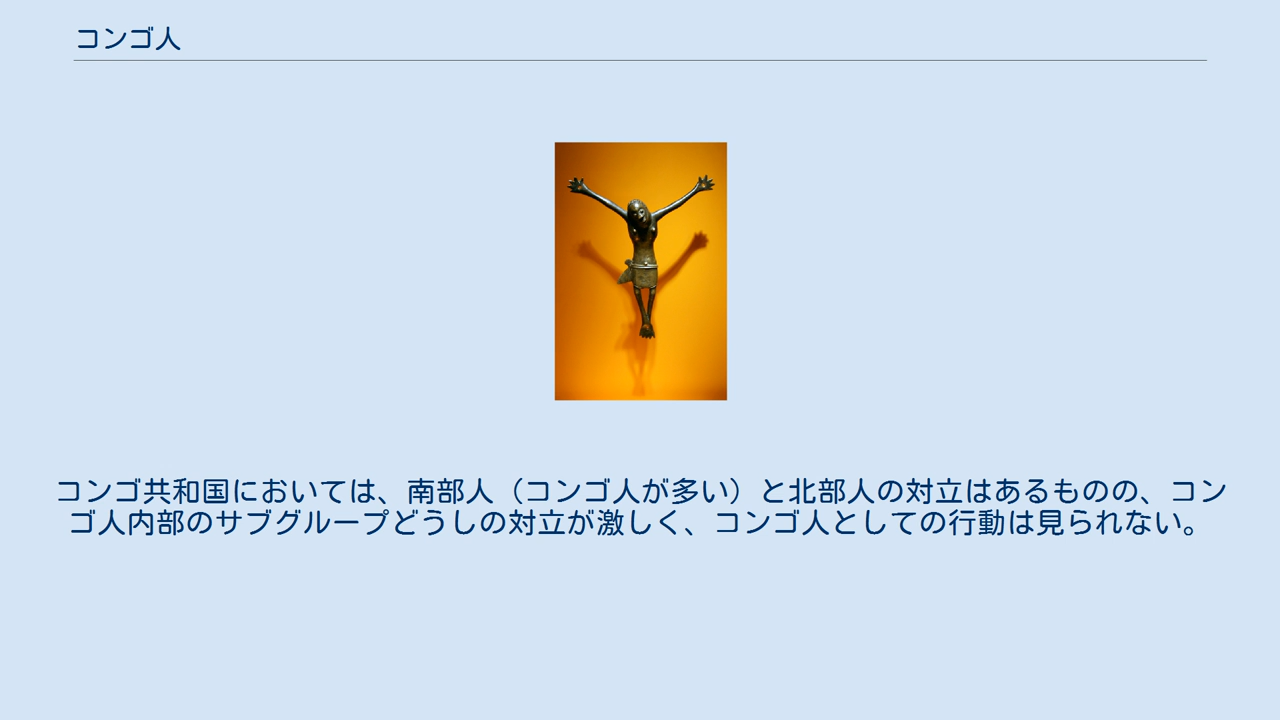 コンゴ人
コンゴ共和国においては、南部人（コンゴ人が多い）と北部人の対立はあるものの、コン
ゴ人内部のサブグループどうしの対立が激しく、コンゴ人としての行動は見られない。